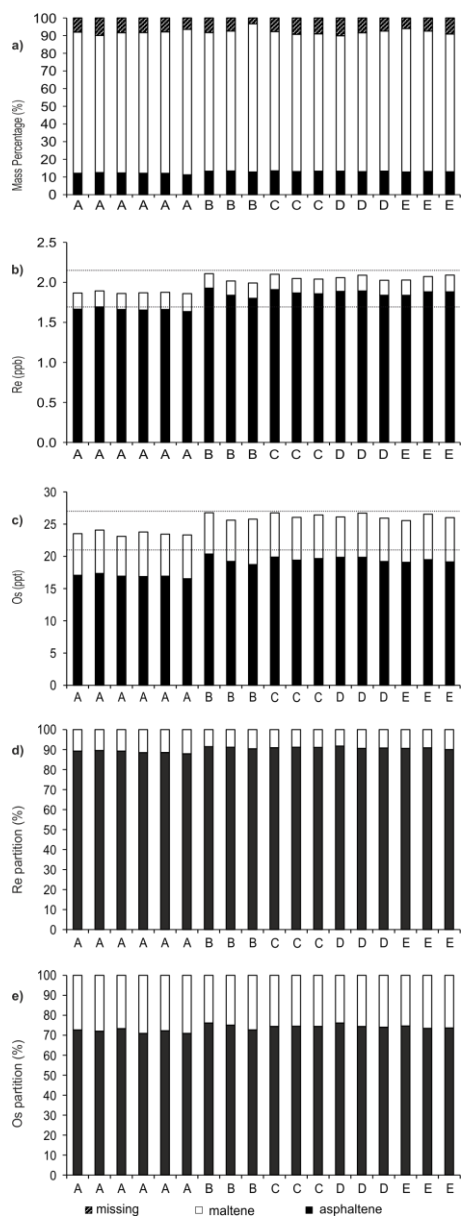 a)
Mass Percentage (%)
100
90
80
70
60
50
40
30
20
10
0
A A A A A A B B B C C C D D D E E E
b)
Re (ppb)
2.5
2.0
1.5
1.0
0.5
0.0
A A A A A A B B B C C C D D D E E E
c)
Os (ppt)
30
25
20
15
10
5
0
A A A A A A B B B C C C D D D E E E
d)
Re partition (%)
100
90
80
70
60
50
40
30
20
10
0
A A A A A A B B B C C C D D D E E E
e)
Os partition (%)
100
90
80
70
60
50
40
30
20
10
0
A A A A A A B B B C C C D D D E E E
missing maltene asphaltene